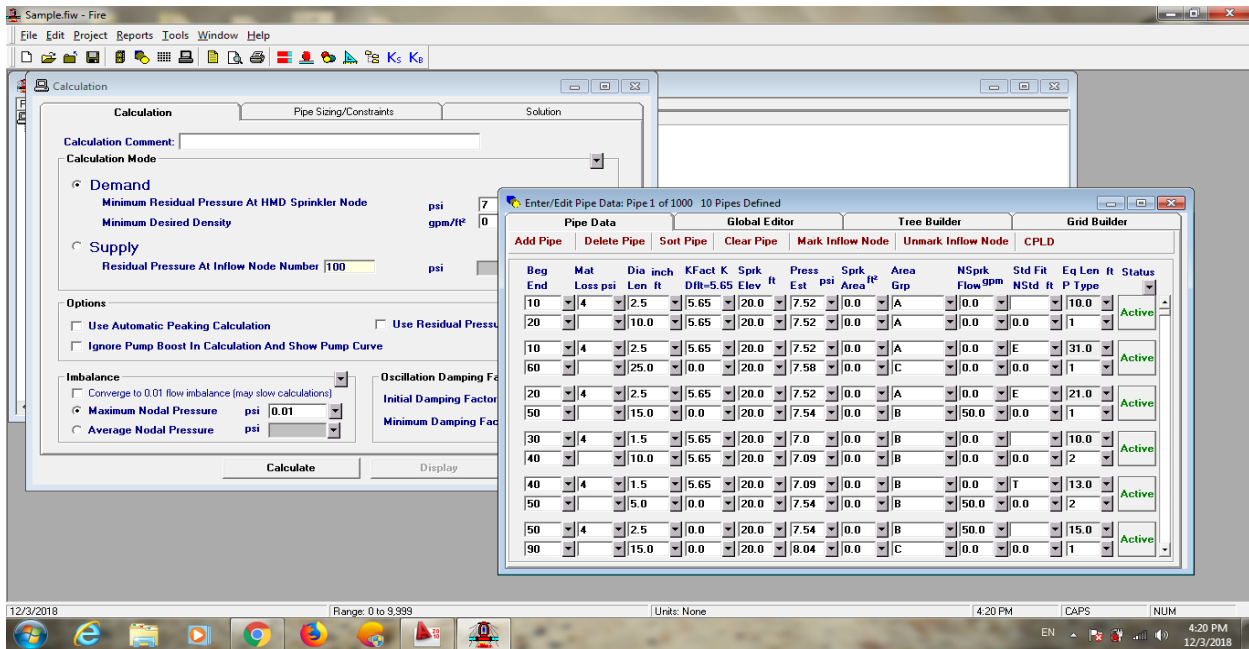 Sample.fiw - Fire
File Edit Project Reports Tools Window Help
Ks KB
Calculation
Calculation Pipe Sizing/Constraints Solution
Calculation Comment:
Calculation Mode
Demand
Minimum Residual Pressure At HMD Sprinkler Node psi 7
Minimum Desired Density gpm/ft² 0
Supply
Residual Pressure At Inflow Node Number 100 psi
Options
Use Automatic Peaking Calculation Use Residual Pressu
Ignore Pump Boost In Calculation And Show Pump Curve
Imbalance
Converge to 0.01 flow imbalance (may slow calculations)
Maximum Nodal Pressure psi 0.01
Average Nodal Pressure psi
Oscillation Damping Fa
Initial Damping Factor
Minimum Damping Fac
Calculate Display
Enter/Edit Pipe Data: Pipe 1 of 1000 10 Pipes Defined
Pipe Data Global Editor Tree Builder Grid Builder
Add Pipe Delete Pipe Sort Pipe Clear Pipe Mark Inflow Node Unmark Inflow Node CPLD
Beg Mat Dia inch KFact K Sprk Press Sprk Area NSprk Std Fit Eq Len ft Status
End Loss psi Len ft Dflt=5.65 Elev ft Est psi Area ft² Grp Flow gpm NStd ft P Type
10 4 2.5 5.65 20.0 7.52 0.0 A 0.0 10.0 Active
20 10.0 5.65 20.0 7.52 0.0 A 0.0 0.0 1
10 4 2.5 5.65 20.0 7.52 0.0 A 0.0 E 31.0 Active
60 25.0 0.0 20.0 7.58 0.0 C 0.0 0.0 1
20 4 2.5 5.65 20.0 7.52 0.0 A 0.0 E 21.0 Active
50 15.0 0.0 20.0 7.54 0.0 B 50.0 0.0 1
30 4 1.5 5.65 20.0 7.0 0.0 B 0.0 10.0 Active
40 10.0 5.65 20.0 7.09 0.0 B 0.0 0.0 2
40 4 1.5 5.65 20.0 7.09 0.0 B 0.0 T 13.0 Active
50 5.0 0.0 20.0 7.54 0.0 B 50.0 0.0 2
50 4 2.5 0.0 20.0 7.54 0.0 B 50.0 15.0 Active
90 15.0 0.0 20.0 8.04 0.0 C 0.0 0.0 1
12/3/2018 Range: 0 to 9,999 Units: None 4:20 PM CAPS NUM
EN 4:20 PM
12/3/2018